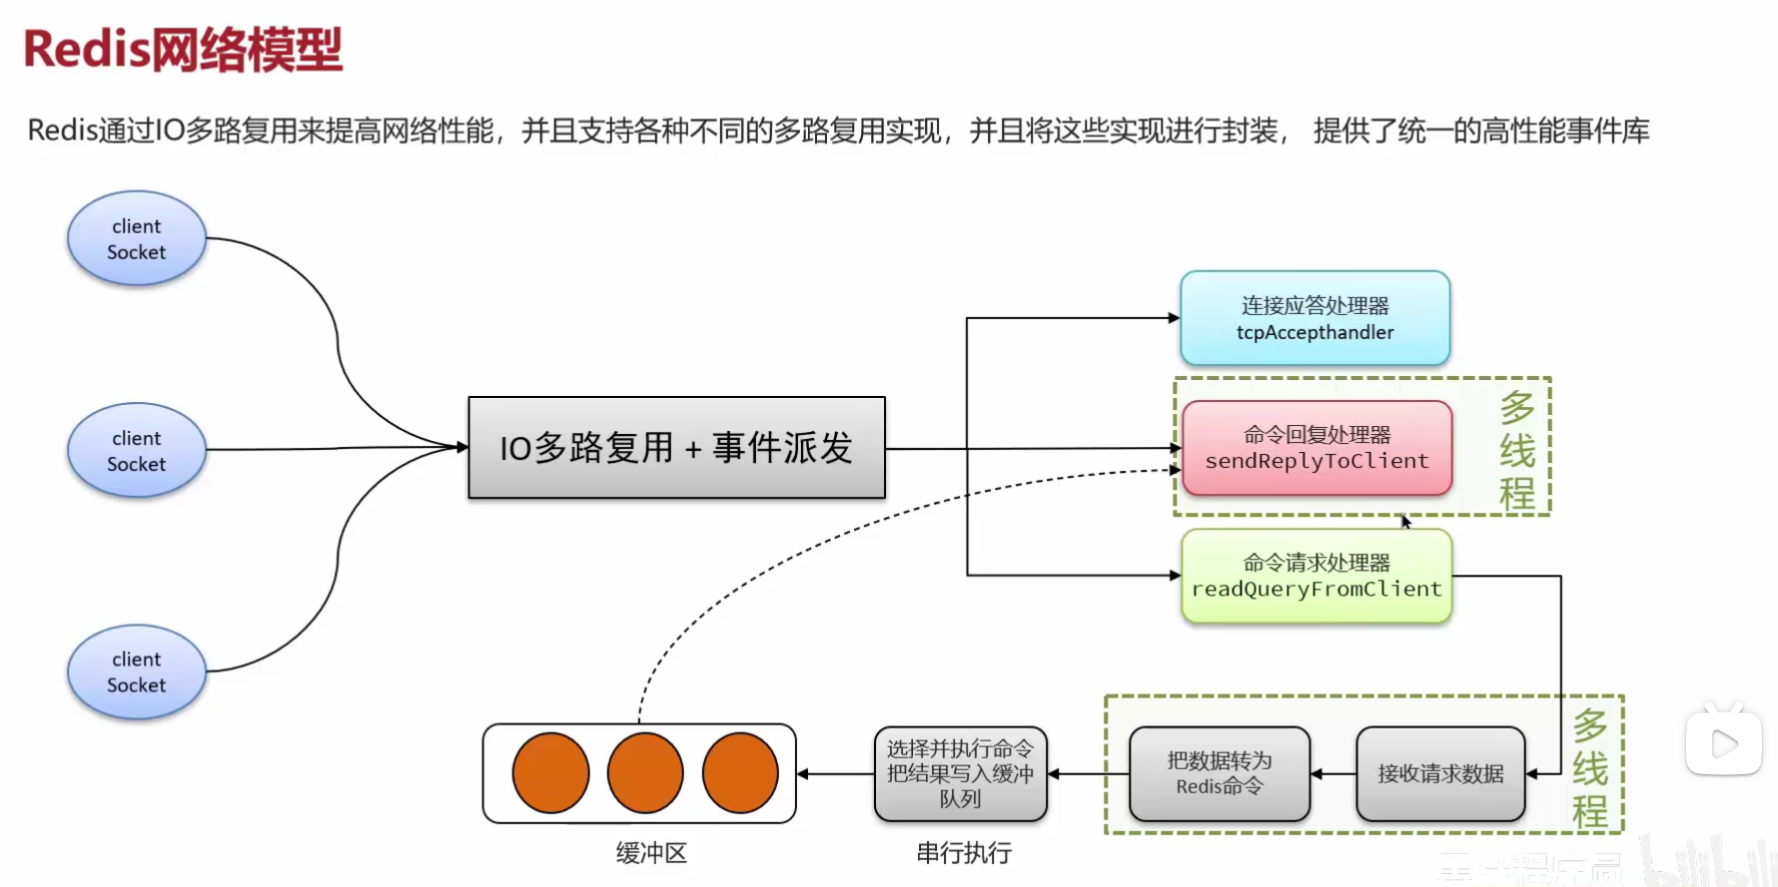 Redis网络模型
Redis通过IO多路复用来提高网络性能，并且支持各种不同的多路复用实现，并且将这些实现进行封装， 提供了统一的高性能事件库
client
Socket
client
Socket
client
Socket
IO多路复用 + 事件派发
连接应答处理器
tcpAccepthandler
命令回复处理器
sendReplyToClient
多线程
命令请求处理器
readQueryFromClient
多线程
接收请求数据
把数据转为
Redis命令
选择并执行命令
把结果写入缓冲
队列
串行执行
缓冲区
bilibili